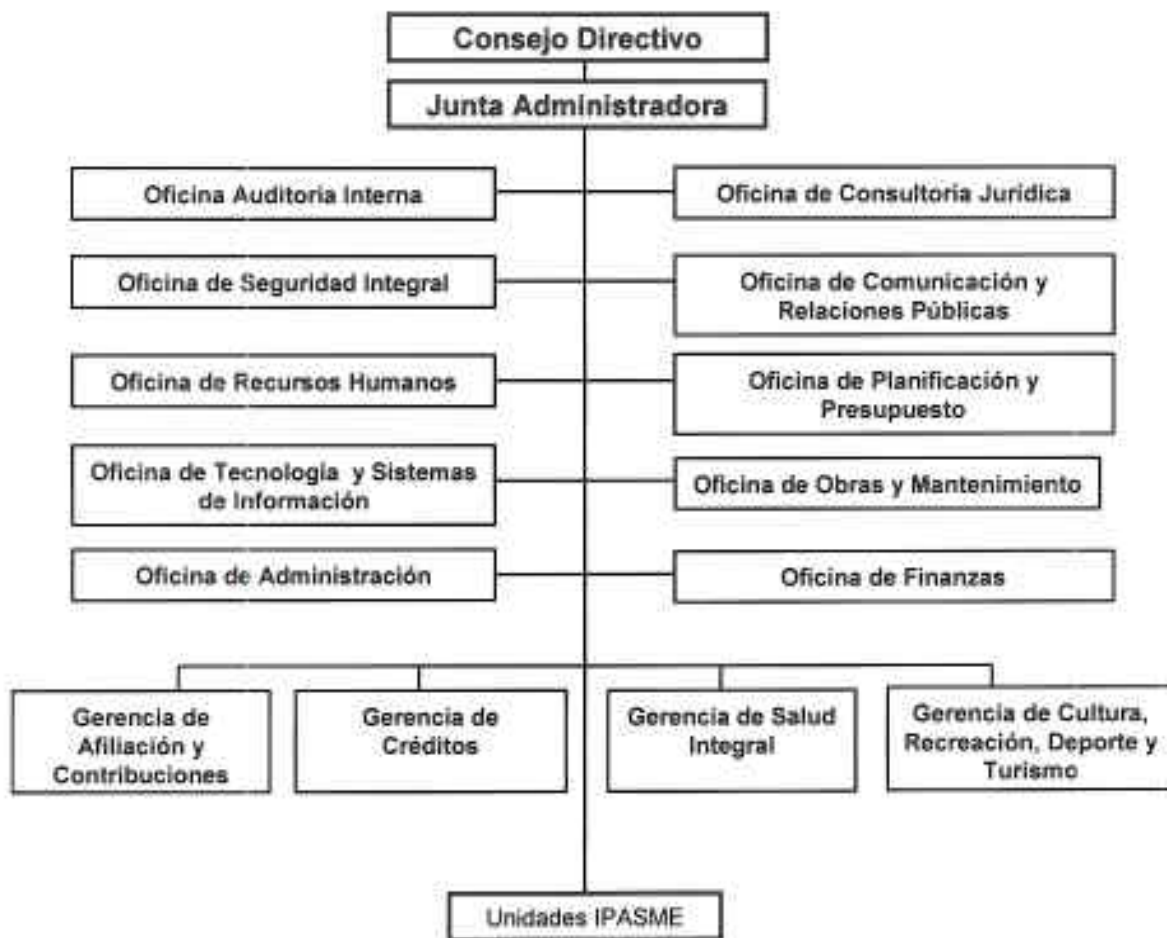 Consejo Directivo
Junta Administradora
Oficina Auditoria Interna
Oficina de Consultoria Jurídica
Oficina de Seguridad Integral
Oficina de Comunicación y
Relaciones Públicas
Oficina de Recursos Humanos
Oficina de Planificación y
Presupuesto
Oficina de Tecnología y Sistemas
de Información
Oficina de Obras y Mantenimiento
Oficina de Administración
Oficina de Finanzas
Gerencia de
Afiliación y
Contribuciones
Gerencia de
Créditos
Gerencia de Salud
Integral
Gerencia de Cultura,
Recreación, Deporte y
Turismo
Unidades IPASME